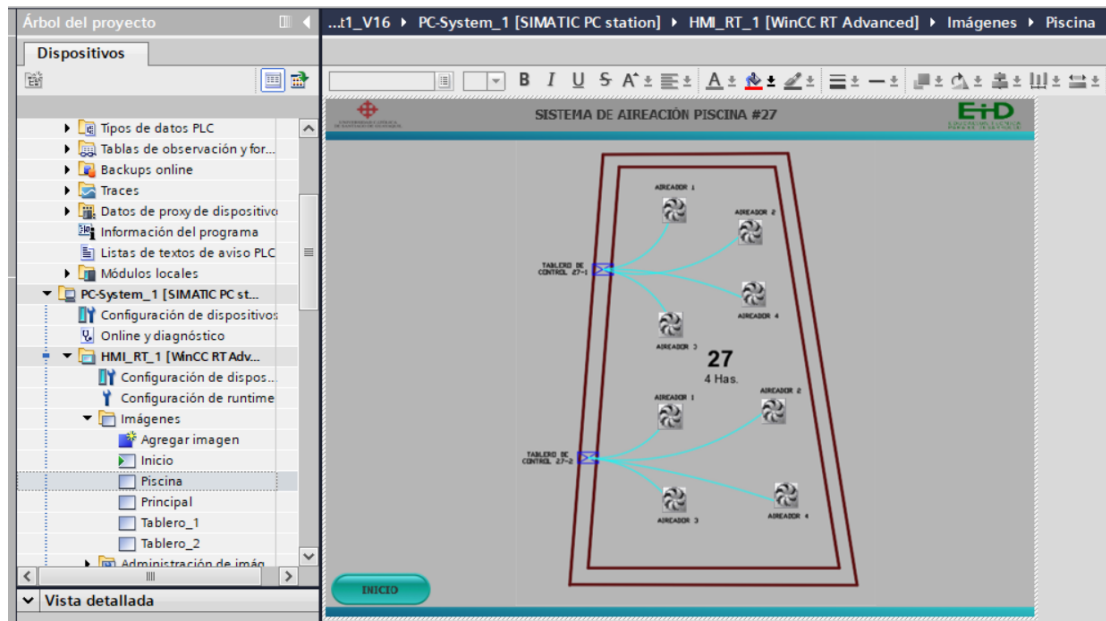 Árbol del proyecto
...t1_V16 ▸ PC-System_1 [SIMATIC PC station] ▸ HMI_RT_1 [WinCC RT Advanced] ▸ Imágenes ▸ Piscina
Dispositivos
B I U S A A
Tipos de datos PLC
Tablas de observación y for...
Backups online
Traces
Datos de proxy de dispositivo
Información del programa
Listas de textos de aviso PLC
Módulos locales
PC-System_1 [SIMATIC PC st...
Configuración de dispositivos
Online y diagnóstico
HMI_RT_1 [WinCC RT Adv...
Configuración de dispos...
Configuración de runtime
Imágenes
Agregar imagen
Inicio
Piscina
Principal
Tablero_1
Tablero_2
Administración de imág
Vista detallada
SISTEMA DE AIREACIÓN PISCINA #27
EiD
AIREADOR 1
AIREADOR 2
TABLERO DE
CONTROL 27-1
AIREADOR 4
AIREADOR 3
27
4 Has.
AIREADOR 1
AIREADOR 2
TABLERO DE
CONTROL 27-2
AIREADOR 3
AIREADOR 4
INICIO